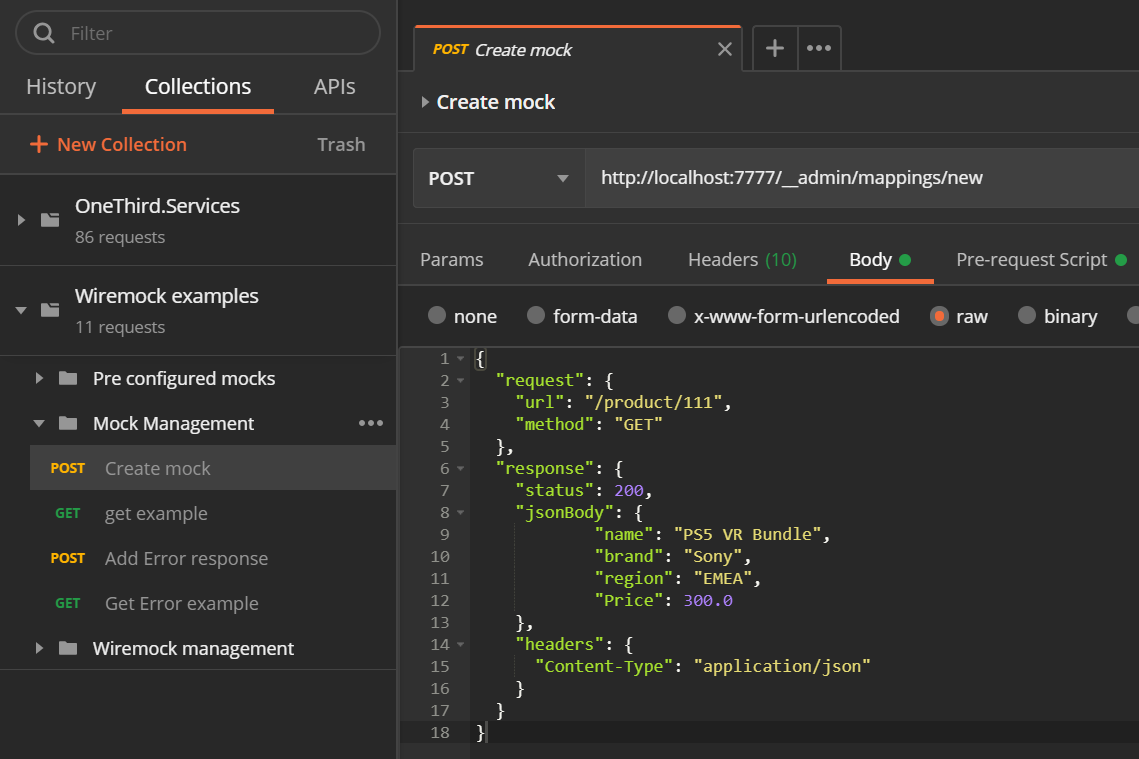 Filter
History Collections APIs
+ New Collection Trash
OneThird.Services
86 requests
Wiremock examples
11 requests
Pre configured mocks
Mock Management
POST Create mock
GET get example
POST Add Error response
GET Get Error example
Wiremock management
POST Create mock
Create mock
POST http://localhost:7777/__admin/mappings/new
Params Authorization Headers (10) Body Pre-request Script
none form-data x-www-form-urlencoded raw binary
1 {
2 "request": {
3 "url": "/product/111",
4 "method": "GET"
5 },
6 "response": {
7 "status": 200,
8 "jsonBody": {
9 "name": "PS5 VR Bundle",
10 "brand": "Sony",
11 "region": "EMEA",
12 "Price": 300.0
13 },
14 "headers": {
15 "Content-Type": "application/json"
16 }
17 }
18 }